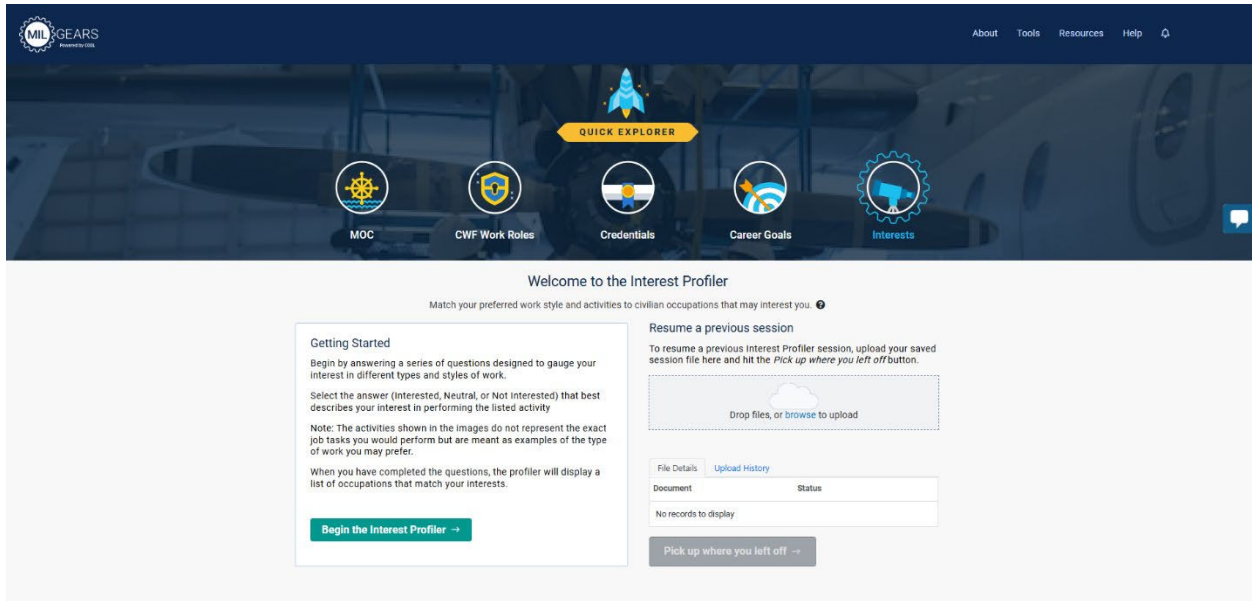 MIL GEARS
Powered by COOL
About Tools Resources Help
QUICK EXPLORER
MOC CWF Work Roles Credentials Career Goals Interests
Welcome to the Interest Profiler
Match your preferred work style and activities to civilian occupations that may interest you. ?
Getting Started
Begin by answering a series of questions designed to gauge your
interest in different types and styles of work.
Select the answer (Interested, Neutral, or Not Interested) that best
describes your interest in performing the listed activity
Note: The activities shown in the images do not represent the exact
job tasks you would perform but are meant as examples of the type
of work you may prefer.
When you have completed the questions, the profiler will display a
list of occupations that match your interests.
Begin the Interest Profiler →
Resume a previous session
To resume a previous Interest Profiler session, upload your saved
session file here and hit the Pick up where you left off button.
Drop files, or browse to upload
File Details Upload History
Document Status
No records to display
Pick up where you left off →